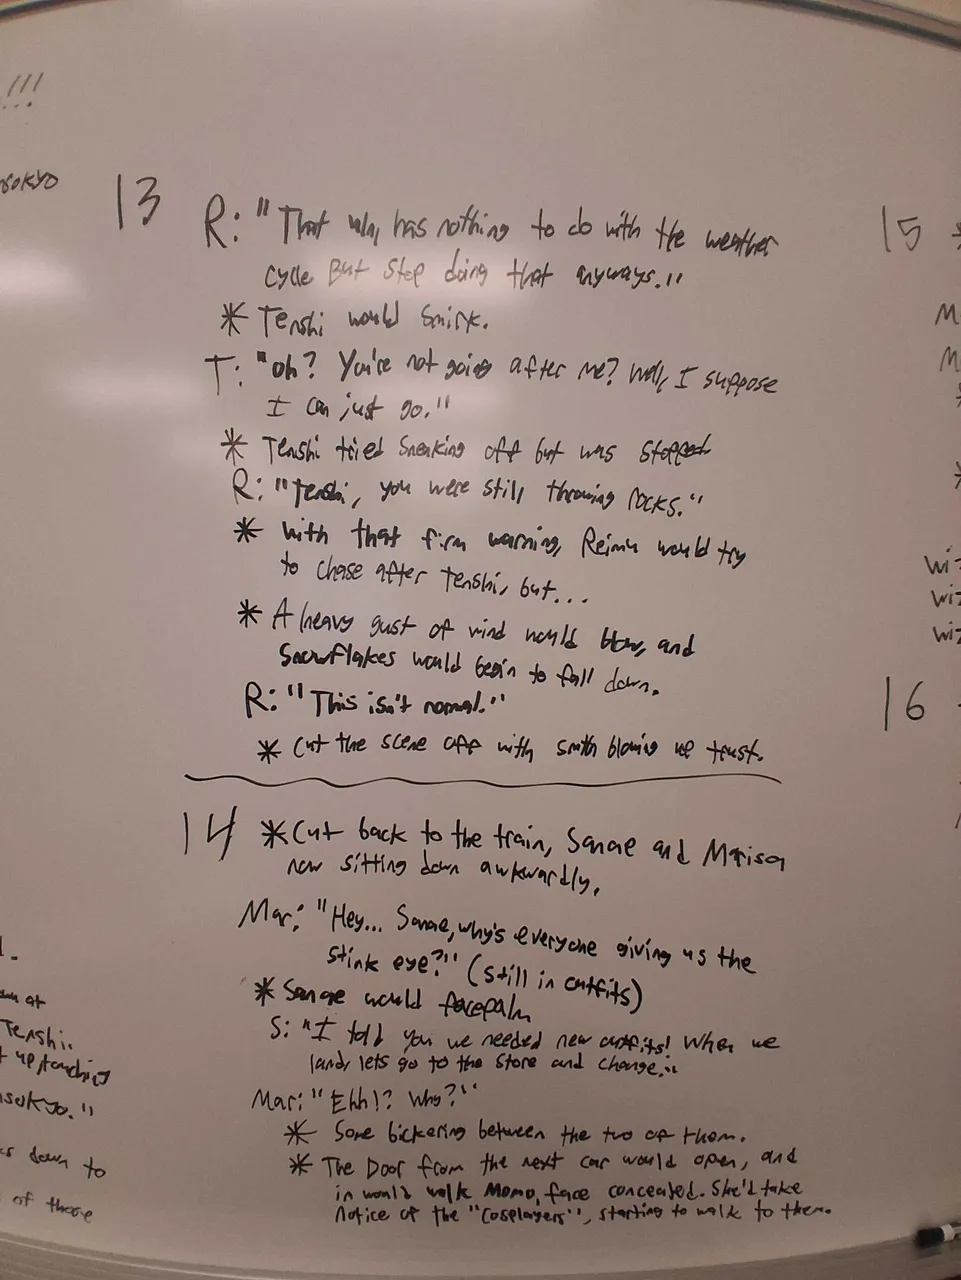 !!!
13
R: "That has nothing to do with the weather
cycle But stop doing that anyways."
* Tenshi would smirk.
T: "oh? You're not going after me? Well, I suppose
I can just go."
* Tenshi tried sneaking off but was stopped
R: "Tenshi, you were still throwing rocks."
* With that firm warning, Reimu would try
to chase after Tenshi, but...
* A heavy gust of wind would blow, and
snowflakes would begin to fall down.
R: "This isn't normal."
* Cut the scene off with blowing up
14
* Cut back to the train, Sanae and Marisa
now sitting down awkwardly.
Mar: "Hey... Sanae, why's everyone giving us the
stink eye?" (still in outfits)
* Sanae would facepalm
S: "I told you we needed new outfits! When we
land, lets go to the store and change."
Mar: "Ehh!? Why?"
* Some bickering between the two of them.
* The Door from the next car would open, and
in would walk Momo, face concealed. She'd take
notice of the "cosplayers", starting to walk to them.
at
Tenshi.
down to
of those
15
*
16